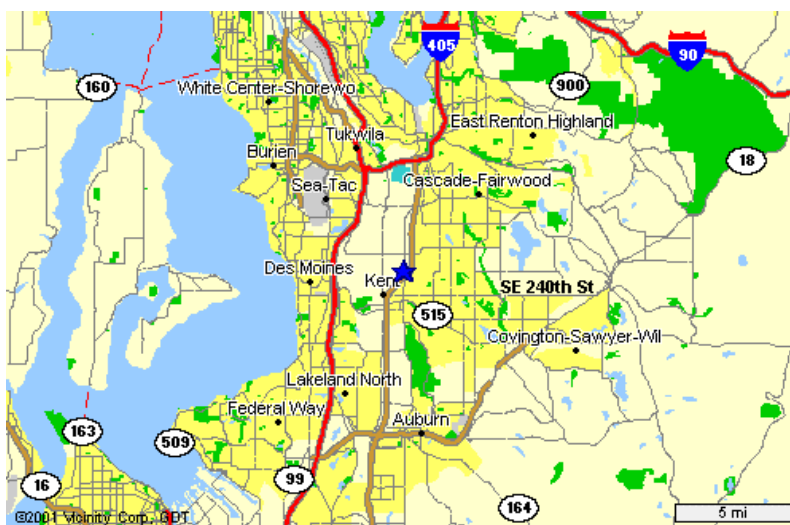 405
90
160
900
White Center-Shorewo
East Renton Highland
Tukwila
Burien
18
Sea-Tac
Cascade-Fairwood
Des Moines
SE 240th St
Kent
515
Covington-Sawyer-Wil
Lakeland North
Federal Way
Auburn
163
509
99
16
164
©2001 Vicinity Corp., GDT
5 mi